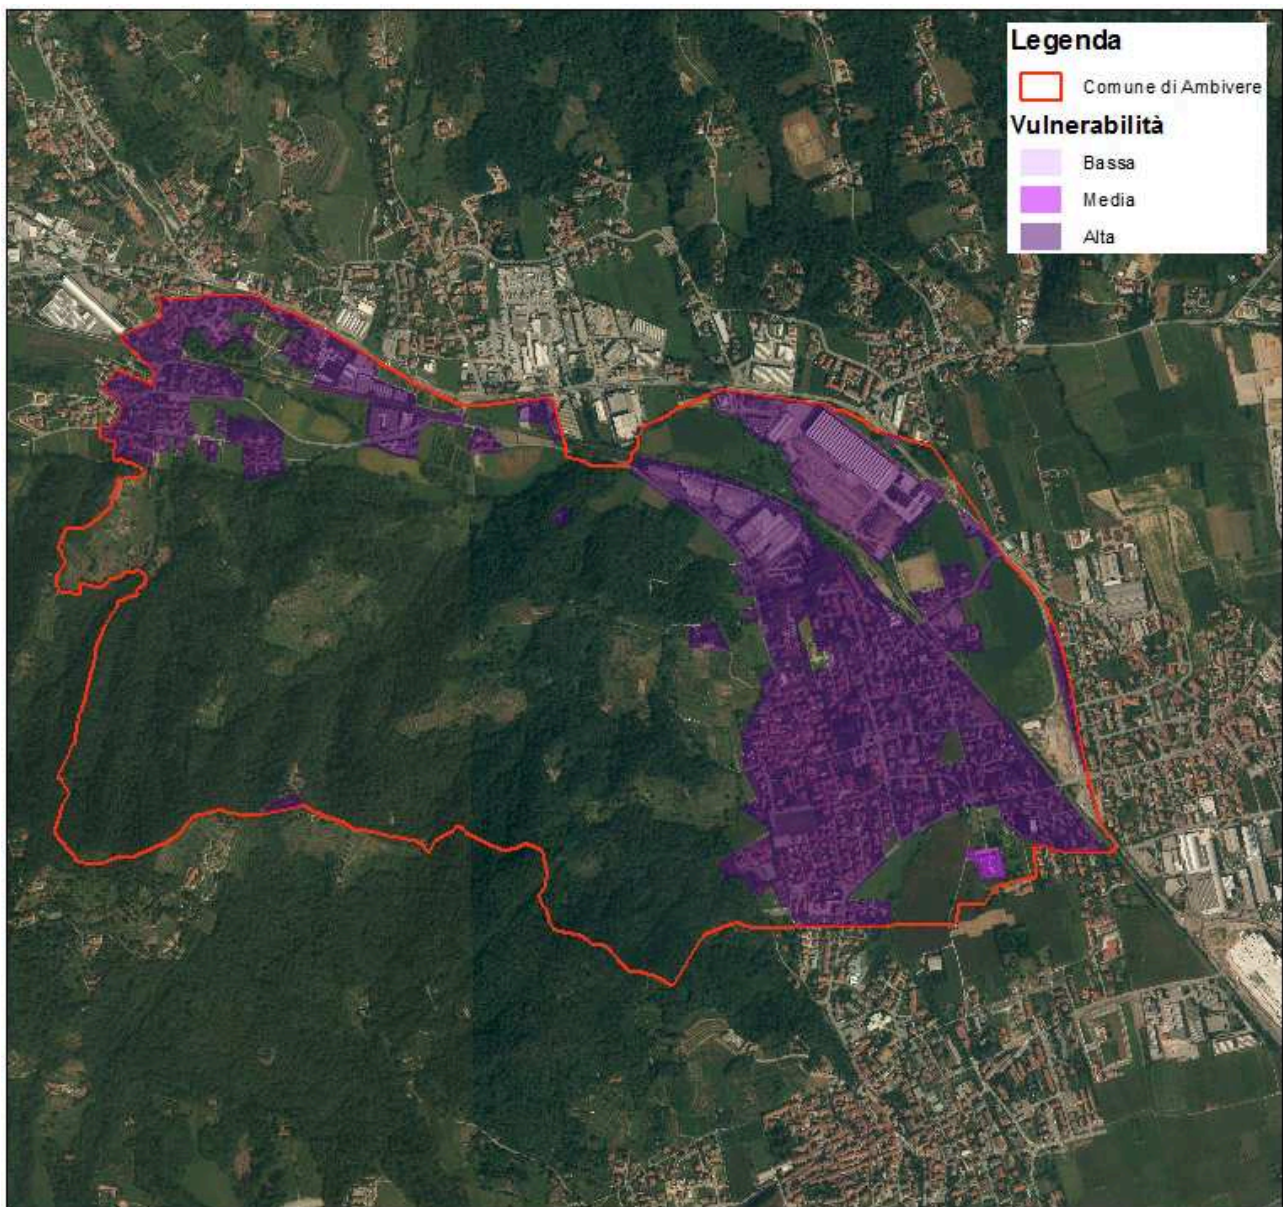 Legenda
Comune di Ambivere
Vulnerabilità
Bassa
Media
Alta